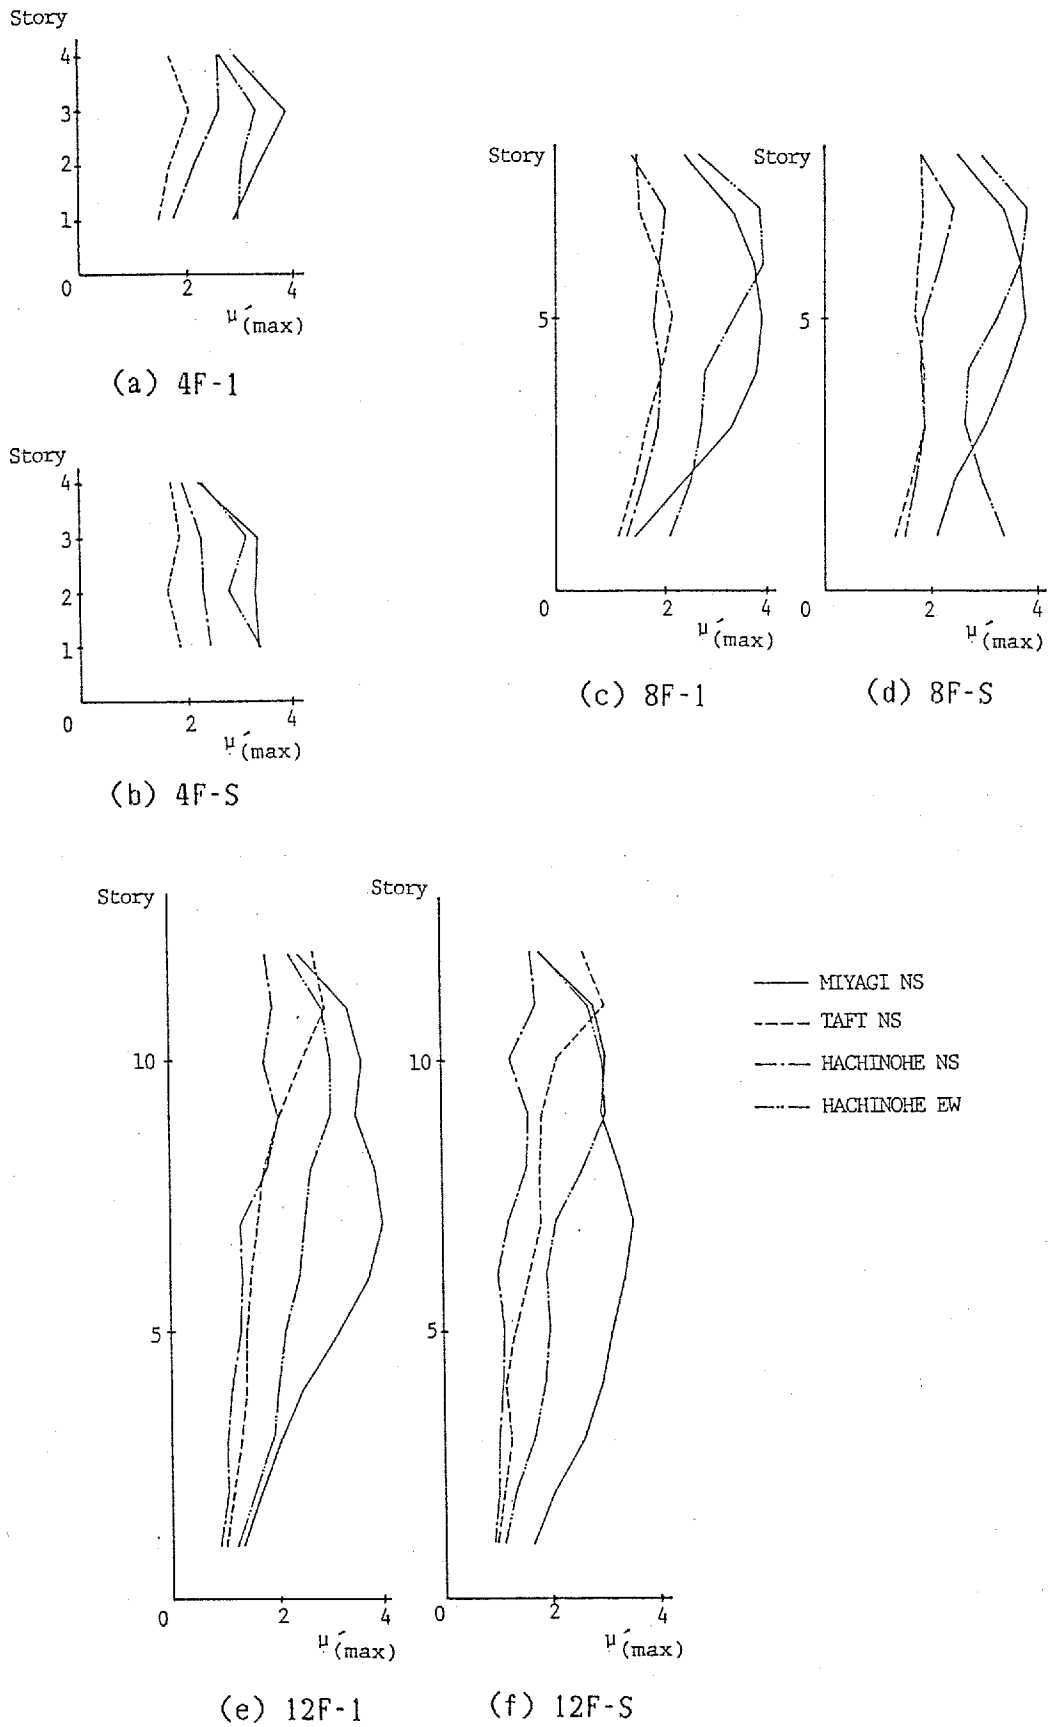 Story
4
3
2
1
0 2 4
μ´(max)
(a) 4F-1
Story
4
3
2
1
0 2 4
μ´(max)
(b) 4F-S
Story
5
0 2 4
μ´(max)
(c) 8F-1
Story
5
0 2 4
μ´(max)
(d) 8F-S
Story
10
5
0 2 4
μ´(max)
(e) 12F-1
Story
10
5
0 2 4
μ´(max)
(f) 12F-S
MIYAGI NS
TAFT NS
HACHINOHE NS
HACHINOHE EW